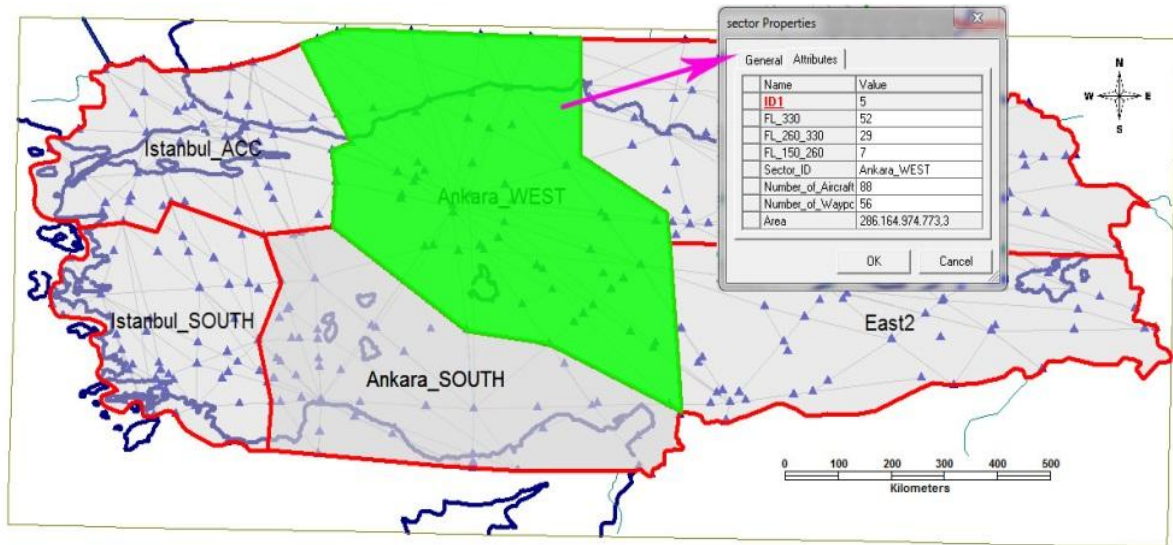 sector Properties
General Attributes
Name Value
ID1 5
FL_330 52
FL_260_330 29
FL_150_260 7
Sector_ID Ankara_WEST
Number_of_Aircraft 88
Number_of_Waypc 56
Area 286.164.974.773,3
OK Cancel
N
W E
S
Istanbul_ACC
Ankara_WEST
Istanbul_SOUTH
East2
Ankara_SOUTH
0 100 200 300 400 500
Kilometers